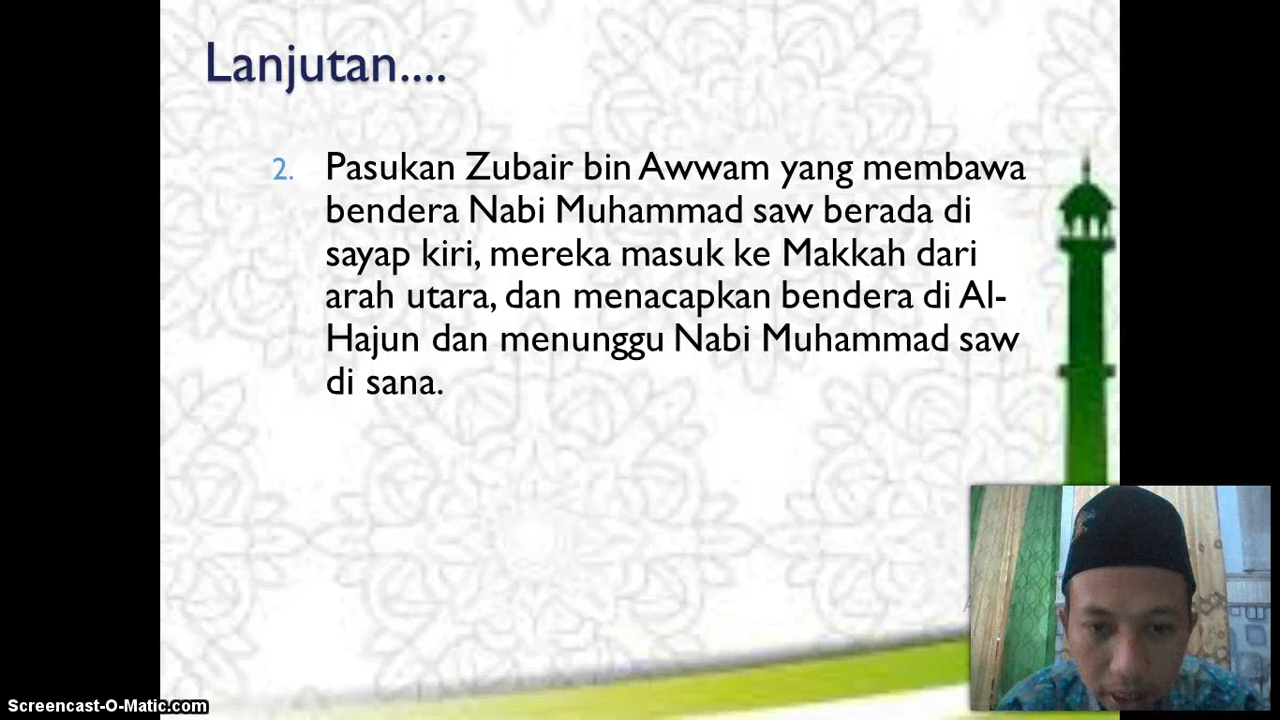 Lanjutan....
2. Pasukan Zubair bin Awwam yang membawa
bendera Nabi Muhammad saw berada di
sayap kiri, mereka masuk ke Makkah dari
arah utara, dan menacapkan bendera di Al-
Hajun dan menunggu Nabi Muhammad saw
di sana.
Screencast-O-Matic.com